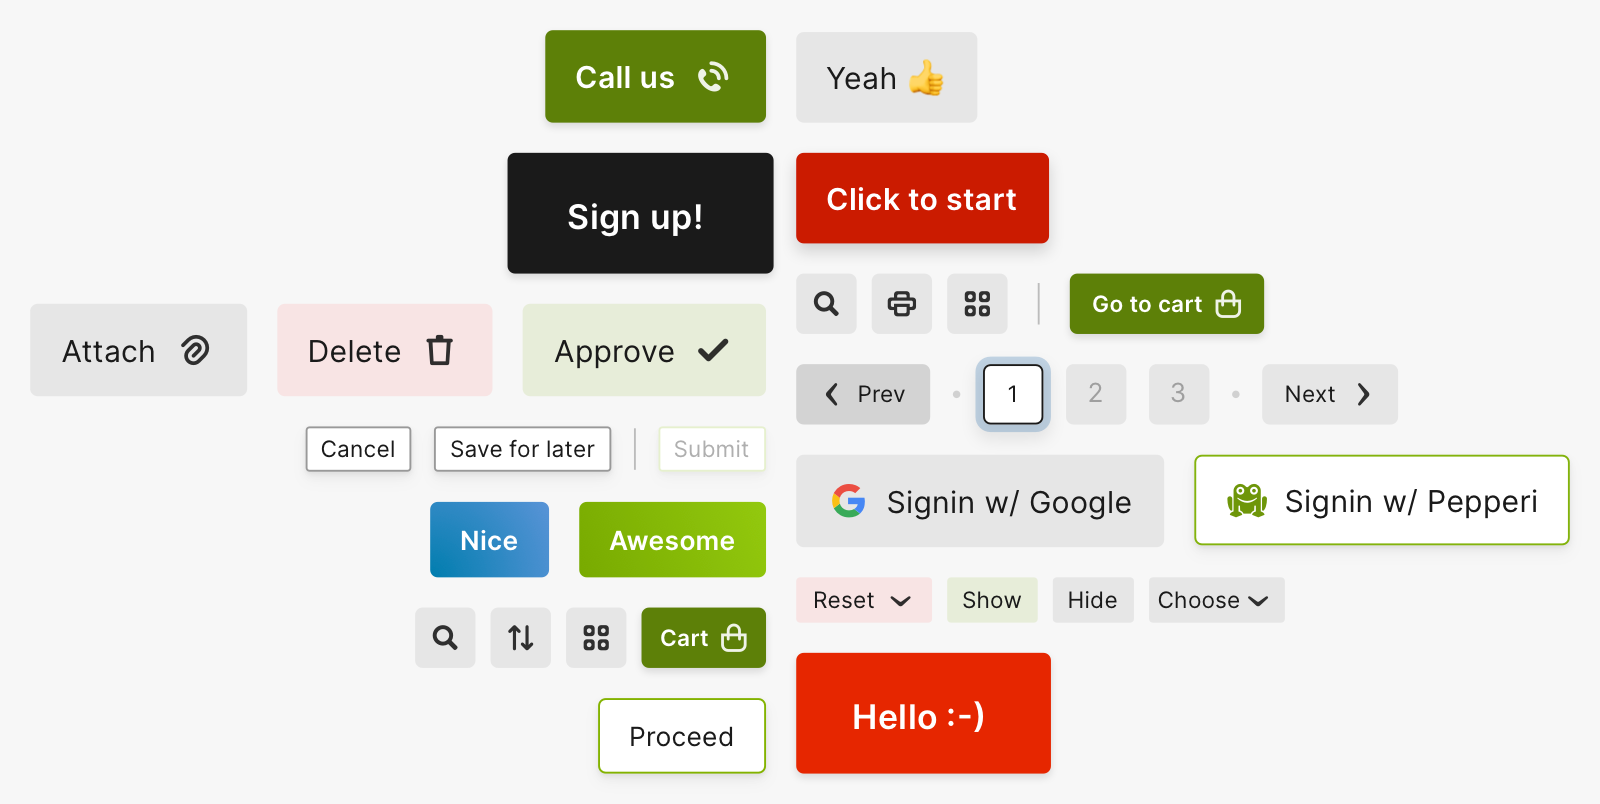 Call us
Yeah 👍
Sign up!
Click to start
Go to cart
Attach
Delete
Approve
Prev
1
2
3
Next
Cancel
Save for later
Submit
Signin w/ Google
Signin w/ Pepperi
Nice
Awesome
Reset
Show
Hide
Choose
Cart
Hello :-)
Proceed